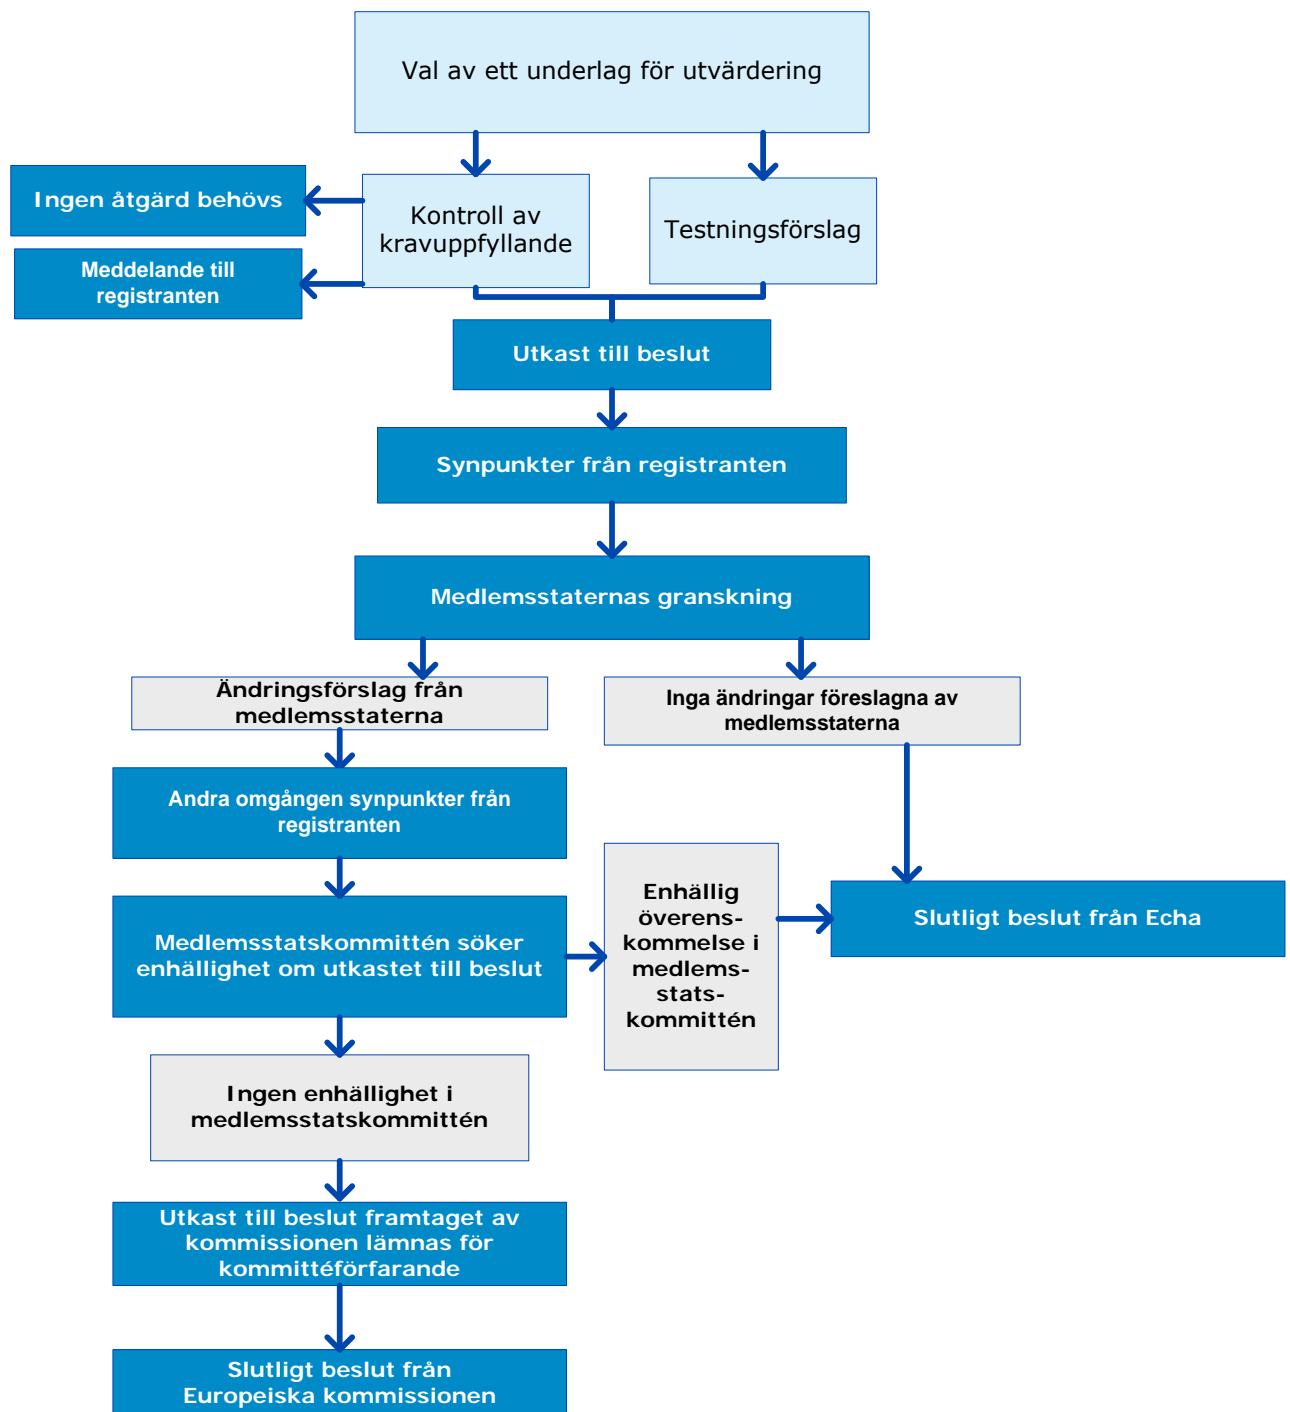 Val av ett underlag för utvärdering
Ingen åtgärd behövs
Kontroll av
kravuppfyllande
Testningsförslag
Meddelande till
registranten
Utkast till beslut
Synpunkter från registranten
Medlemsstaternas granskning
Ändringsförslag från
medlemsstaterna
Inga ändringar föreslagna av
medlemsstaterna
Andra omgången synpunkter från
registranten
Medlemsstatskommittén söker
enhällighet om utkastet till beslut
Enhällig
överens-
kommelse i
medlems-
stats-
kommittén
Slutligt beslut från Echa
Ingen enhällighet i
medlemsstatskommittén
Utkast till beslut framtaget av
kommissionen lämnas för
kommittéförfarande
Slutligt beslut från
Europeiska kommissionen